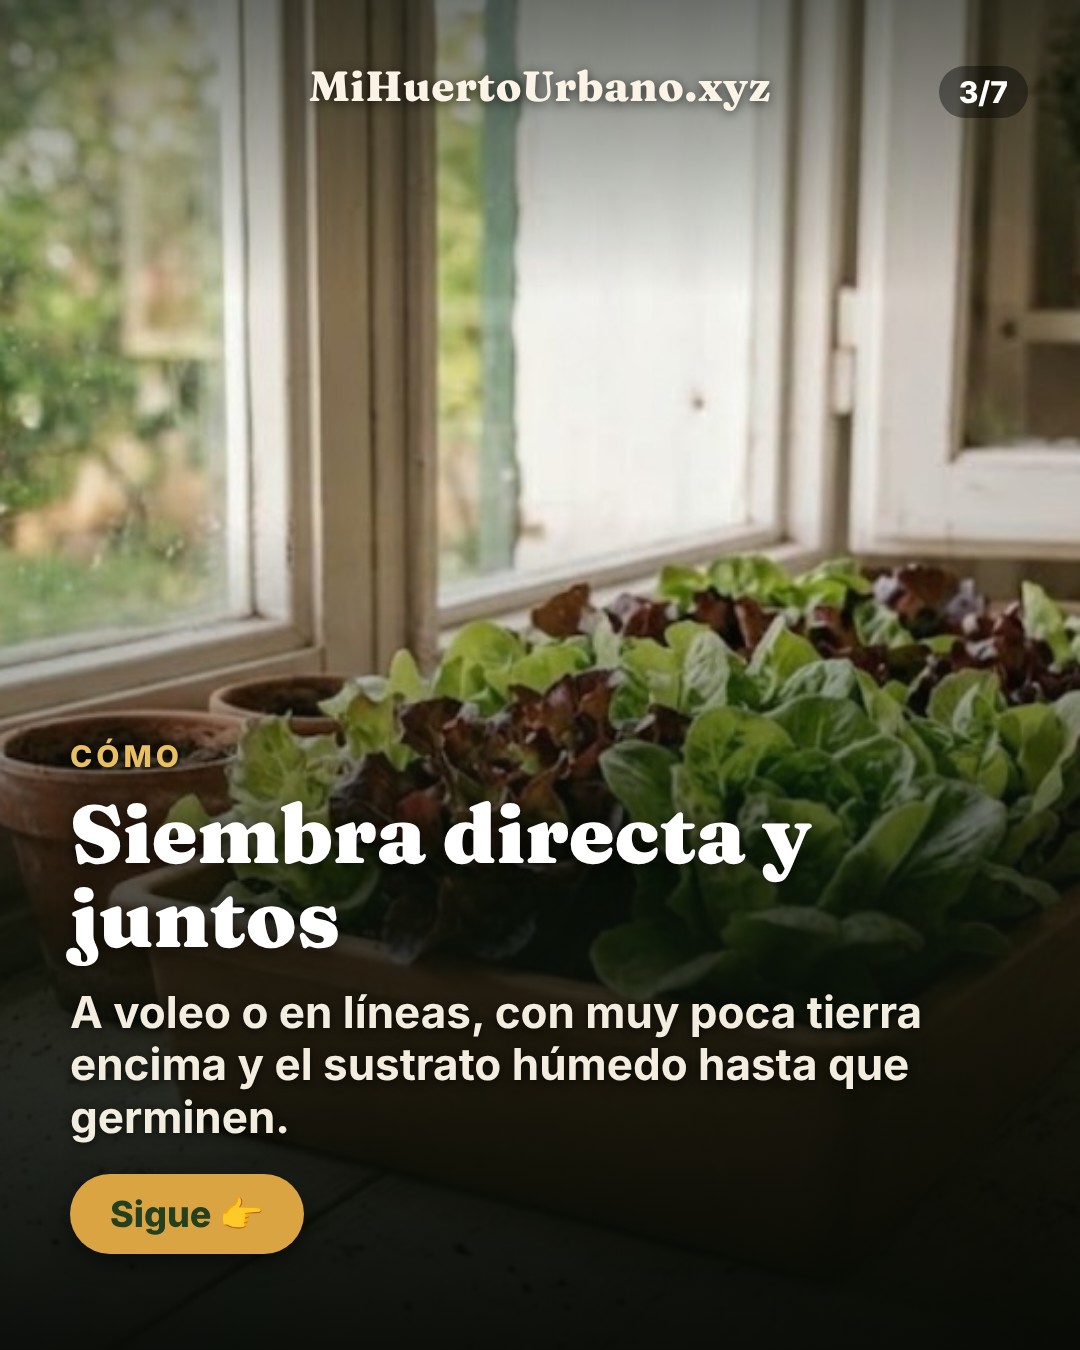 MiHuertoUrbano.xyz
3/7
CÓMO
Siembra directa y
juntos
A voleo o en líneas, con muy poca tierra
encima y el sustrato húmedo hasta que
germinen.
Sigue 👉